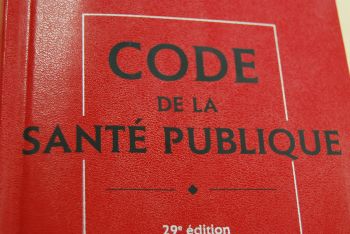 CODE
DE LA
SANTÉ PUBLIQUE
29e édition